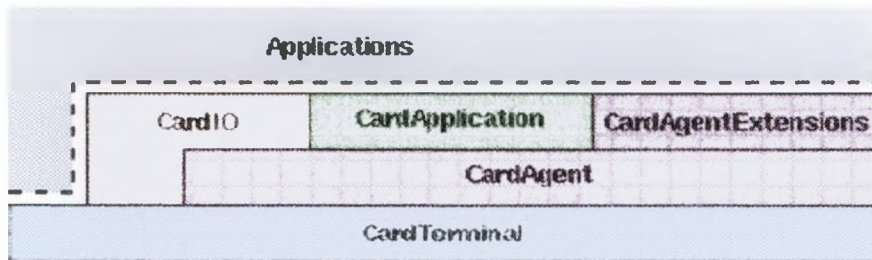 Applications
CardIO CardApplication CardAgentExtensions
CardAgent
CardTerminal